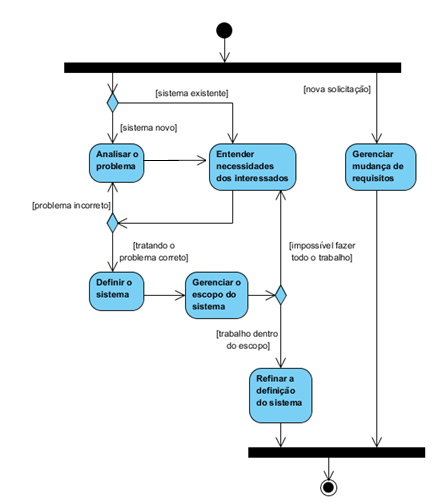 [sistema existente]
[nova solicitação]
[sistema novo]
Analisar o
problema
Entender
necessidades
dos interessados
Gerenciar
mudança de
requisitos
[problema incorreto]
[tratando o
problema correto]
[impossível fazer
todo o trabalho]
Definir o
sistema
Gerenciar o
escopo do
sistema
[trabalho dentro
do escopo]
Refinar a
definição
do sistema